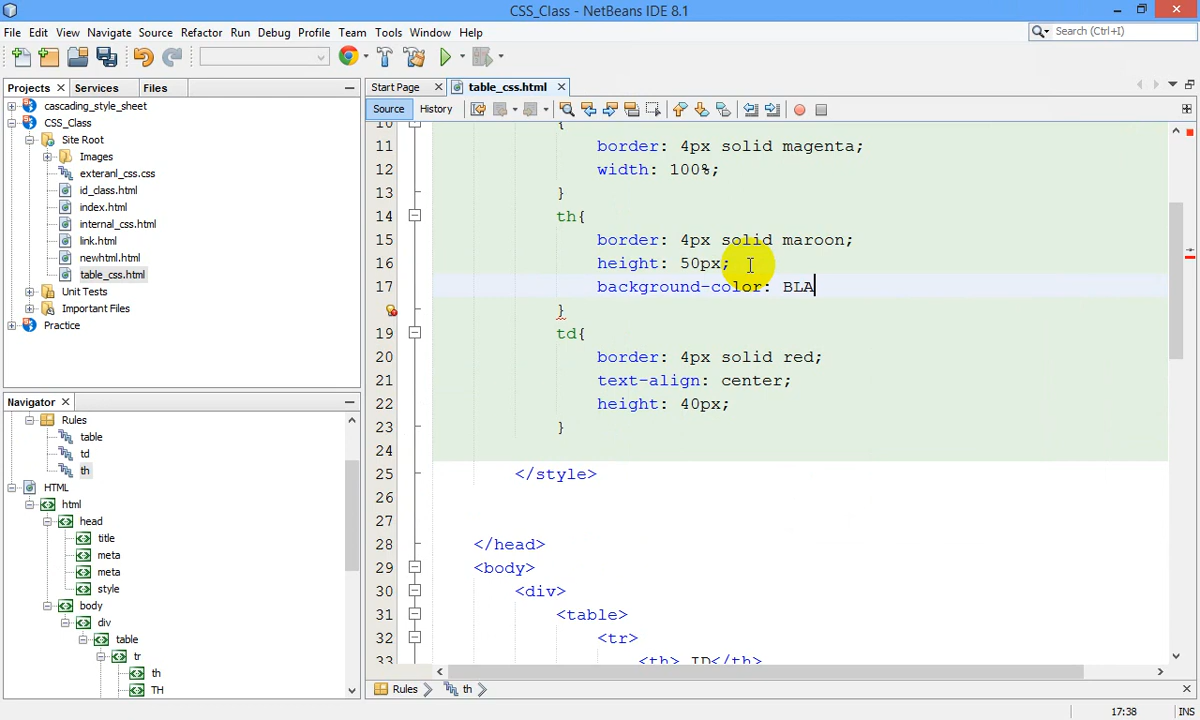 CSS_Class - NetBeans IDE 8.1
File Edit View Navigate Source Refactor Run Debug Profile Team Tools Window Help
Search (Ctrl+I)
Projects Services Files
Start Page table_css.html
Source History
cascading_style_sheet
CSS_Class
Site Root
Images
exteranl_css.css
id_class.html
index.html
internal_css.html
link.html
newhtml.html
table_css.html
Unit Tests
Important Files
Practice
Navigator
Rules
table
td
th
HTML
html
head
title
meta
meta
style
body
div
table
tr
th
TH
10 {
11 border: 4px solid magenta;
12 width: 100%;
13 }
14 th{
15 border: 4px solid maroon;
16 height: 50px;
17 background-color: BLA
}
19 td{
20 border: 4px solid red;
21 text-align: center;
22 height: 40px;
23 }
24
25 </style>
26
27
28 </head>
29 <body>
30 <div>
31 <table>
32 <tr>
33 <th> ID</th>
Rules th
17:38 INS